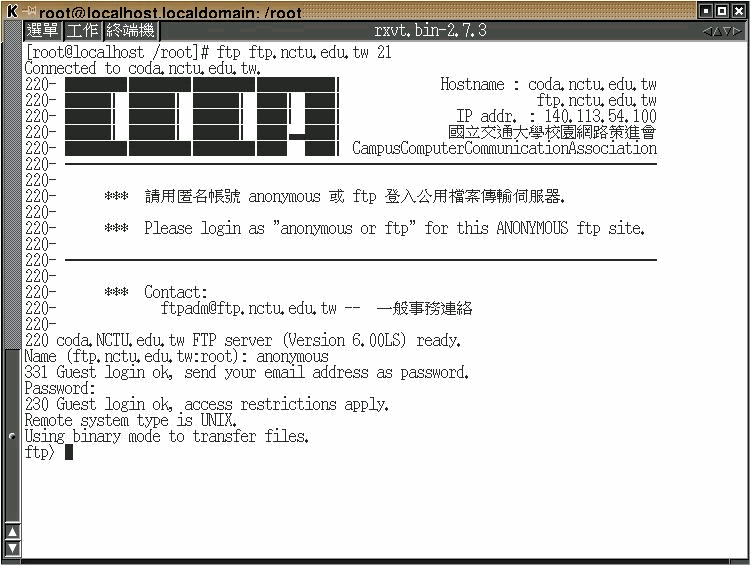 root@localhost.localdomain: /root
選單 工作 終端機 rxvt.bin-2.7.3
[root@localhost /root]# ftp ftp.nctu.edu.tw 21
Connected to coda.nctu.edu.tw.
220- Hostname : coda.nctu.edu.tw
220- ftp.nctu.edu.tw
220- IP addr. : 140.113.54.100
220- 國立交通大學校園網路策進會
220- CampusComputerCommunicationAssociation
220-
220-
220- *** 請用匿名帳號 anonymous 或 ftp 登入公用檔案傳輸伺服器.
220-
220- *** Please login as "anonymous or ftp" for this ANONYMOUS ftp site.
220-
220-
220-
220- *** Contact:
220- ftpadm@ftp.nctu.edu.tw -- 一般事務連絡
220-
220 coda.NCTU.edu.tw FTP server (Version 6.00LS) ready.
Name (ftp.nctu.edu.tw:root): anonymous
331 Guest login ok, send your email address as password.
Password:
230 Guest login ok, access restrictions apply.
Remote system type is UNIX.
Using binary mode to transfer files.
ftp>